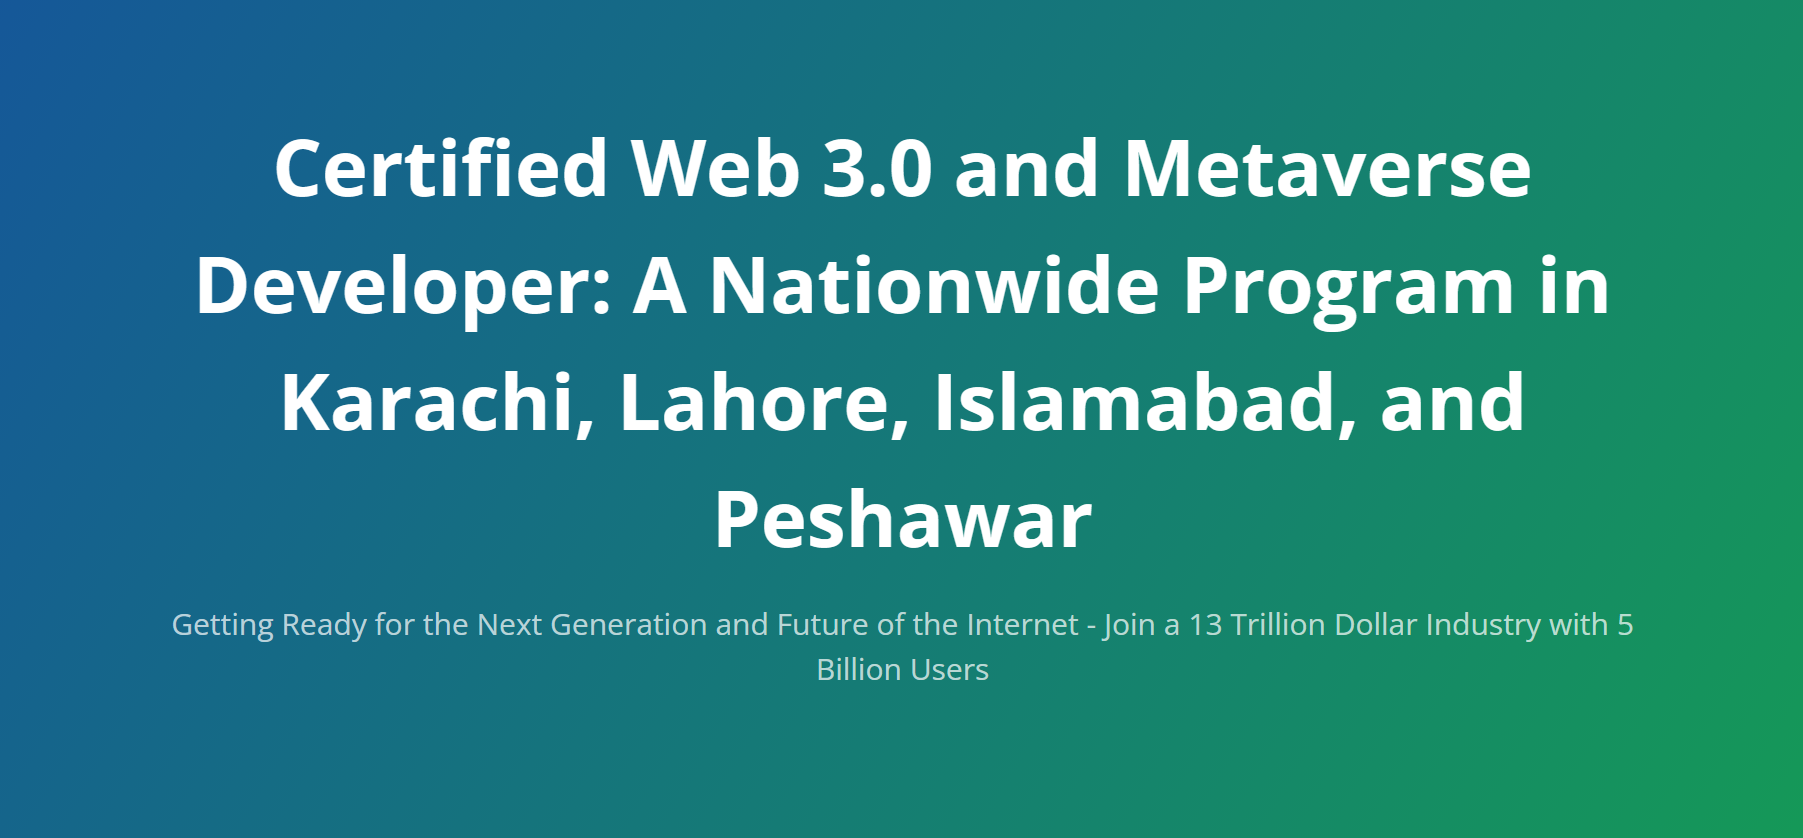 Certified Web 3.0 and Metaverse
Developer: A Nationwide Program in
Karachi, Lahore, Islamabad, and
Peshawar
Getting Ready for the Next Generation and Future of the Internet - Join a 13 Trillion Dollar Industry with 5
Billion Users